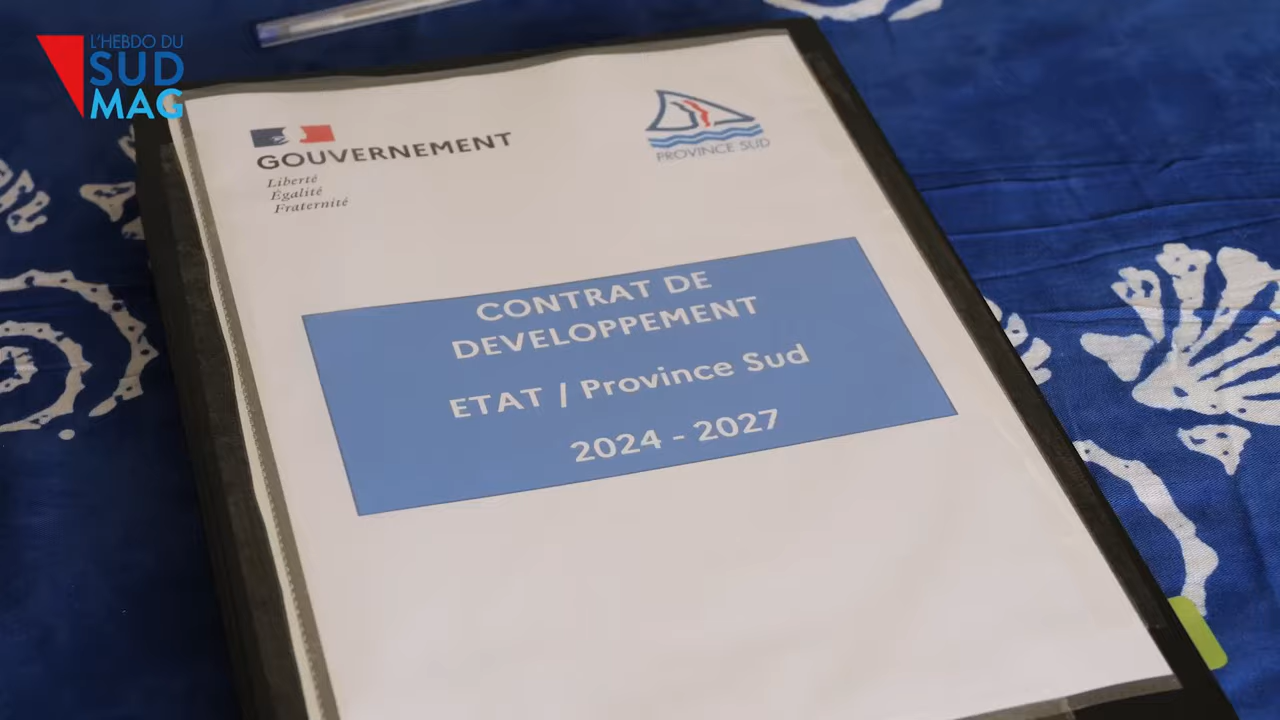 L'HEBDO DU
SUD
MAG
GOUVERNEMENT
Liberté
Égalité
Fraternité
PROVINCE SUD
CONTRAT DE
DEVELOPPEMENT
ETAT / Province Sud
2024 - 2027